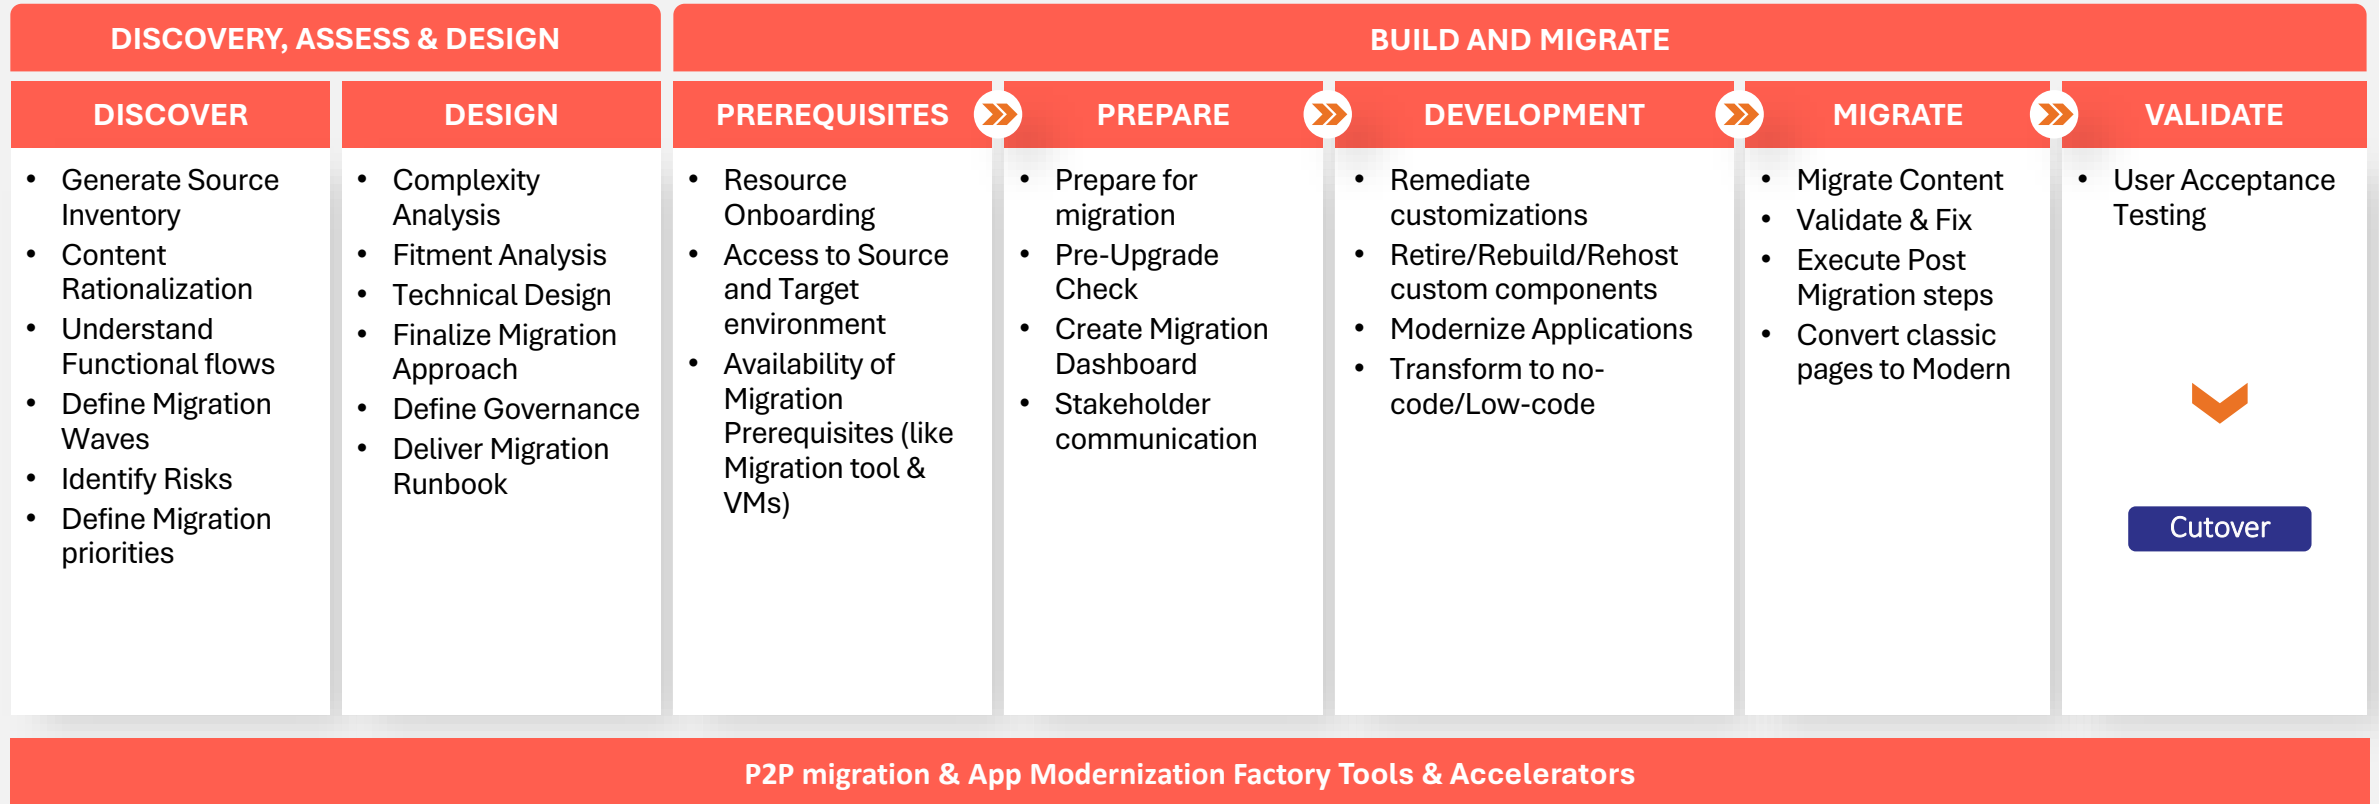 DISCOVERY, ASSESS & DESIGN
BUILD AND MIGRATE
DISCOVER
• Generate Source
Inventory
• Content
Rationalization
• Understand
Functional flows
• Define Migration
Waves
• Identify Risks
• Define Migration
priorities
DESIGN
• Complexity
Analysis
• Fitment Analysis
• Technical Design
• Finalize Migration
Approach
• Define Governance
• Deliver Migration
Runbook
PREREQUISITES
• Resource
Onboarding
• Access to Source
and Target
environment
• Availability of
Migration
Prerequisites (like
Migration tool &
VMs)
PREPARE
• Prepare for
migration
• Pre-Upgrade
Check
• Create Migration
Dashboard
• Stakeholder
communication
DEVELOPMENT
• Remediate
customizations
• Retire/Rebuild/Rehost
custom components
• Modernize Applications
• Transform to no-
code/Low-code
MIGRATE
• Migrate Content
• Validate & Fix
• Execute Post
Migration steps
• Convert classic
pages to Modern
VALIDATE
• User Acceptance
Testing
Cutover
P2P migration & App Modernization Factory Tools & Accelerators